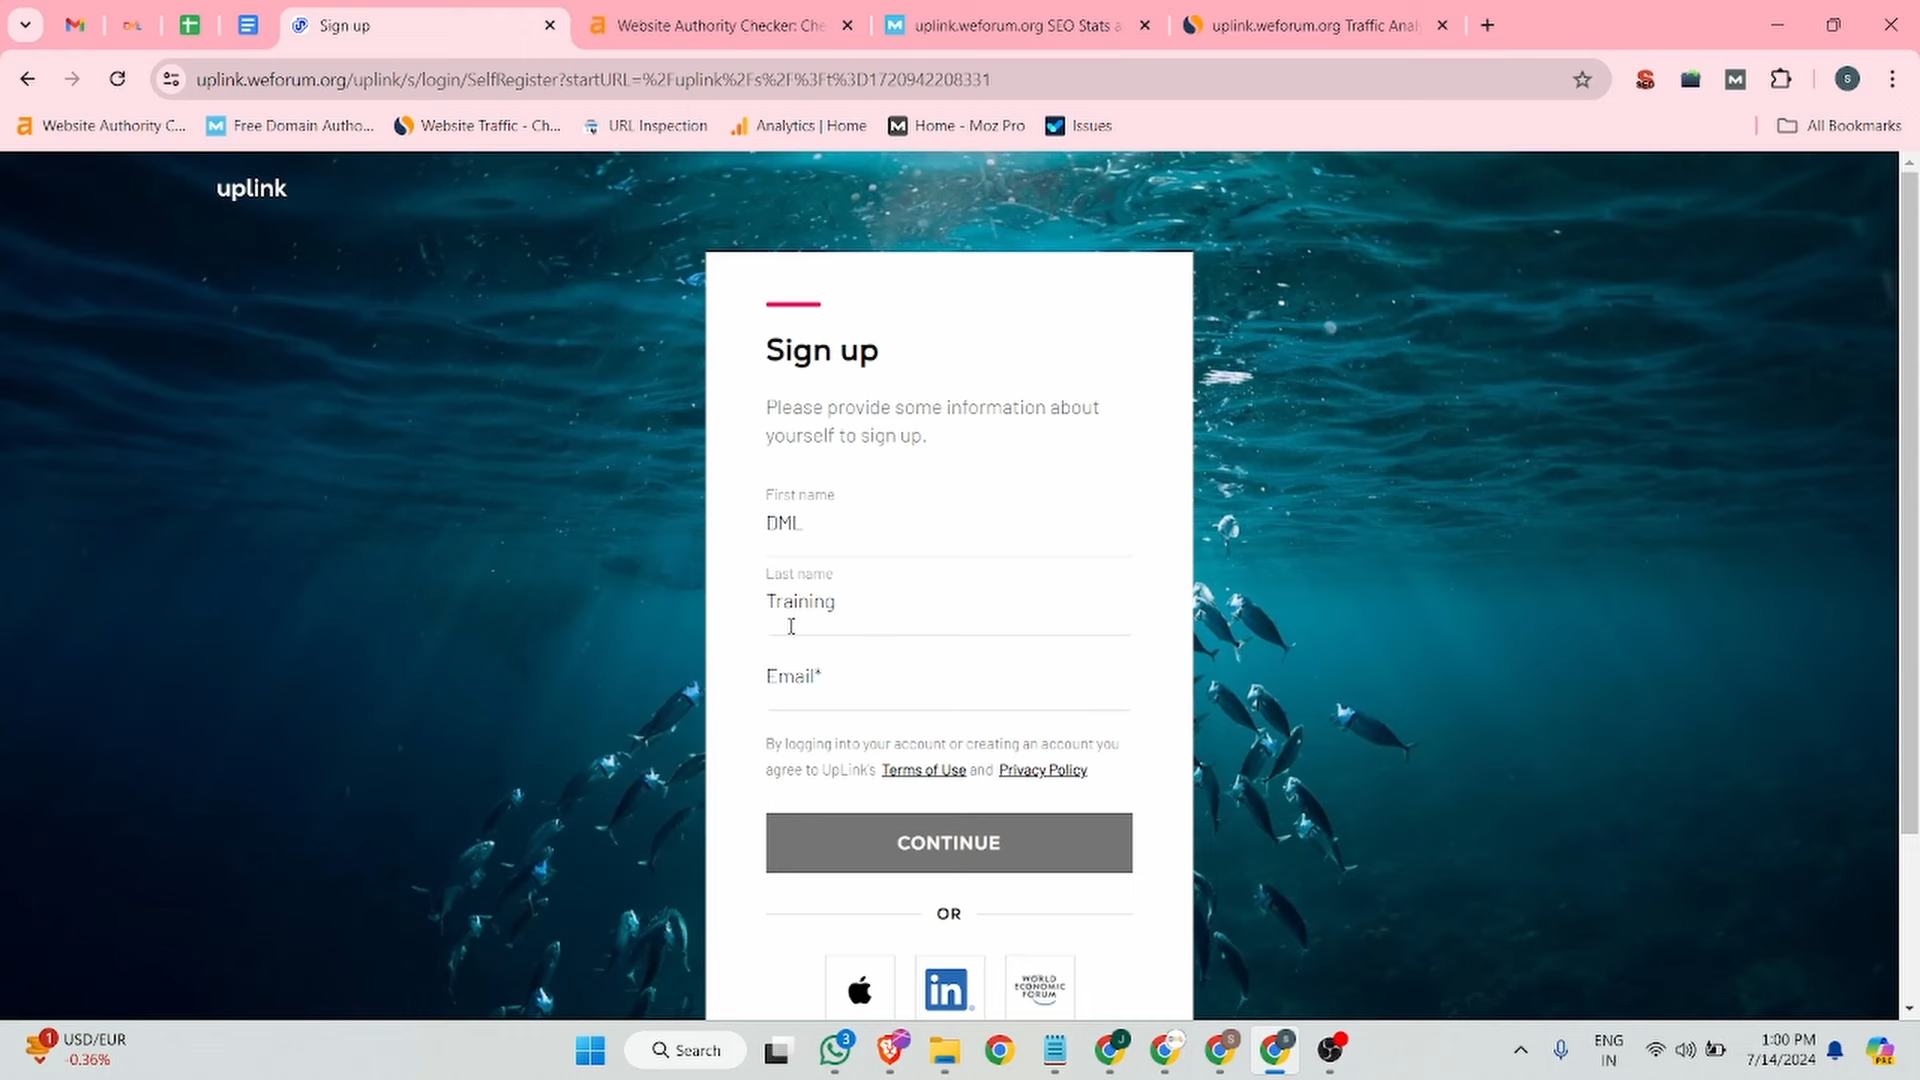 Sign up
Website Authority Checker: Che
uplink.weforum.org SEO Stats a
uplink.weforum.org Traffic Anal
uplink.weforum.org/uplink/s/login/SelfRegister?startURL=%2Fuplink%2Fs%2F%3Ft%3D1720942208331
S
Website Authority C...
Free Domain Autho...
Website Traffic - Ch...
URL Inspection
Analytics | Home
Home - Moz Pro
Issues
All Bookmarks
uplink
Sign up
Please provide some information about
yourself to sign up.
First name
DML
Last name
Training
Email*
By logging into your account or creating an account you
agree to UpLink's Terms of Use and Privacy Policy
CONTINUE
OR
in
WORLD
ECONOMIC
FORUM
1
USD/EUR
-0.36%
Search
3
J
S
S
ENG
IN
1:00 PM
7/14/2024
PRE